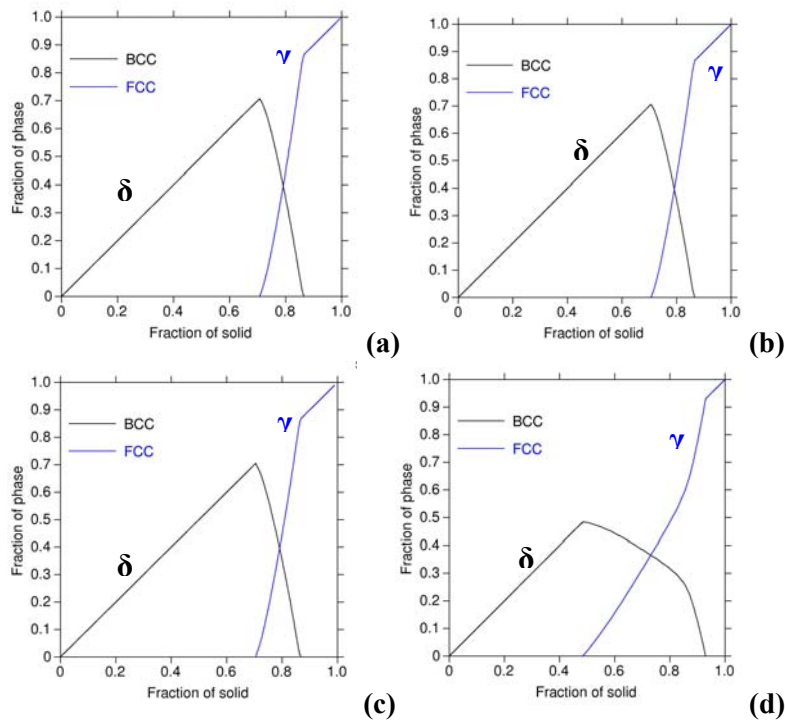 1.0
0.9
0.8
0.7
0.6
0.5
0.4
0.3
0.2
0.1
0
Fraction of phase
BCC
FCC
γ
δ
0 0.2 0.4 0.6 0.8 1.0
Fraction of solid
(a)
1.0
0.9
0.8
0.7
0.6
0.5
0.4
0.3
0.2
0.1
0
Fraction of phase
BCC
FCC
γ
δ
0 0.2 0.4 0.6 0.8 1.0
Fraction of solid
(b)
1.0
0.9
0.8
0.7
0.6
0.5
0.4
0.3
0.2
0.1
0
Fraction of phase
BCC
FCC
γ
δ
0 0.2 0.4 0.6 0.8 1.0
Fraction of solid
(c)
1.0
0.9
0.8
0.7
0.6
0.5
0.4
0.3
0.2
0.1
0
Fraction of phase
BCC
FCC
γ
δ
0 0.2 0.4 0.6 0.8 1.0
Fraction of solid
(d)